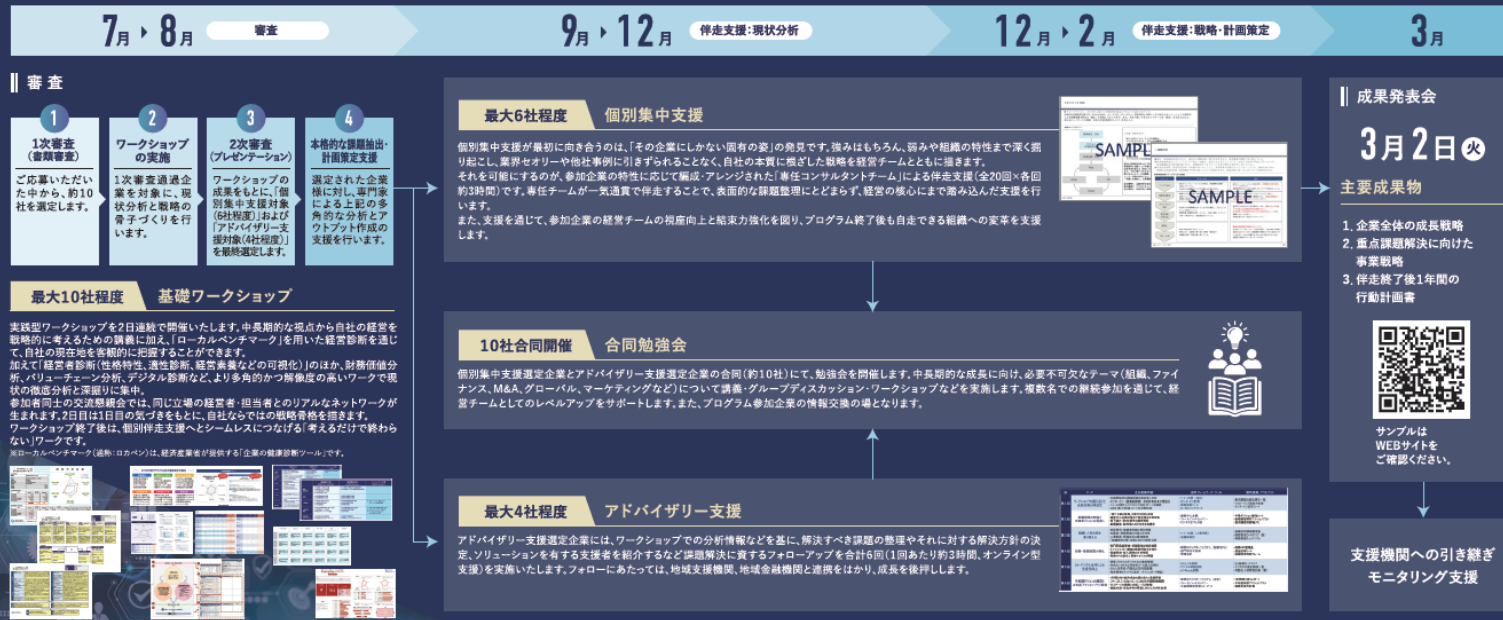 7月 ▶ 8月 審査
9月 ▶ 12月 伴走支援：現状分析
12月 ▶ 2月 伴走支援：戦略・計画策定
3月
審査
1
1次審査
（書類審査）
ご応募いただい
た中から、約10
社を選定します。
2
ワークショップ
の実施
1次審査通過企
業を対象に、現
状分析と戦略の
骨子づくりを行
います。
3
2次審査
（プレゼンテーション）
ワークショップの
成果をもとに、「個
別集中支援対象
（6社程度）」および
「アドバイザリー支
援対象（4社程度）」
を最終選定します。
4
本格的な課題抽出・
計画策定支援
選定された企業
様に対し、専門家
による上記の多
角的な分析とア
ウトプット作成の
支援を行います。
最大10社程度 基礎ワークショップ
実践型ワークショップを2日連続で開催いたします。中長期的な視点から自社の経営を
戦略的に考えるための講義に加え、「ローカルベンチマーク」を用いた経営診断を通じ
て、自社の現在地を客観的に把握することができます。
加えて「経営者診断（性格特性、適性診断、経営素養などの可視化）」のほか、財務価値分
析、バリューチェーン分析、デジタル診断など、より多角的かつ解像度の高いワークで現
状の徹底分析と深掘りに集中。
参加者同士の交流懇親会では、同じ立場の経営者・担当者とのリアルなネットワークが
生まれます。2日目は1日目の気づきをもとに、自社ならではの戦略骨格を描きます。
ワークショップ終了後は、個別伴走支援へとシームレスにつなげる「考えるだけで終わら
ない」ワークです。
※ローカルベンチマーク（通称：ロカベン）は、経済産業省が提供する「企業の健康診断ツール」です。
最大6社程度 個別集中支援
個別集中支援が最初に向き合うのは、「その企業にしかない固有の姿」の発見です。強みはもちろん、弱みや組織の特性まで深く掘
り起こし、業界セオリーや他社事例に引きずられることなく、自社の本質に根ざした戦略を経営チームとともに描きます。
それを可能にするのが、参加企業の特性に応じて編成・アレンジされた「専任コンサルタントチーム」による伴走支援（全20回×各回
約3時間）です。専任チームが一気通貫で伴走することで、表面的な課題整理にとどまらず、経営の核心にまで踏み込んだ支援を行
います。
また、支援を通じて、参加企業の経営チームの視座向上と結束力強化を図り、プログラム終了後も自走できる組織への変革を支援
します。
SAMPLE
SAMPLE
10社合同開催 合同勉強会
個別集中支援選定企業とアドバイザリー支援選定企業の合同（約10社）にて、勉強会を開催します。中長期的な成長に向け、必要不可欠なテーマ（組織、ファイ
ナンス、M&A、グローバル、マーケティングなど）について講義・グループディスカッション・ワークショップなどを実施します。複数名での継続参加を通じて、経
営チームとしてのレベルアップをサポートします。また、プログラム参加企業の情報交換の場となります。
最大4社程度 アドバイザリー支援
アドバイザリー支援選定企業には、ワークショップでの分析情報などを基に、解決すべき課題の整理やそれに対する解決方針の決
定、ソリューションを有する支援者を紹介するなど課題解決に資するフォローアップを合計6回（1回あたり約3時間、オンライン型
支援）を実施いたします。フォローにあたっては、地域支援機関、地域金融機関と連携をはかり、成長を後押しします。
成果発表会
3月2日火
主要成果物
1. 企業全体の成長戦略
2. 重点課題解決に向けた
事業戦略
3. 伴走終了後1年間の
行動計画書
サンプルは
WEBサイトを
ご確認ください。
支援機関への引き継ぎ
モニタリング支援